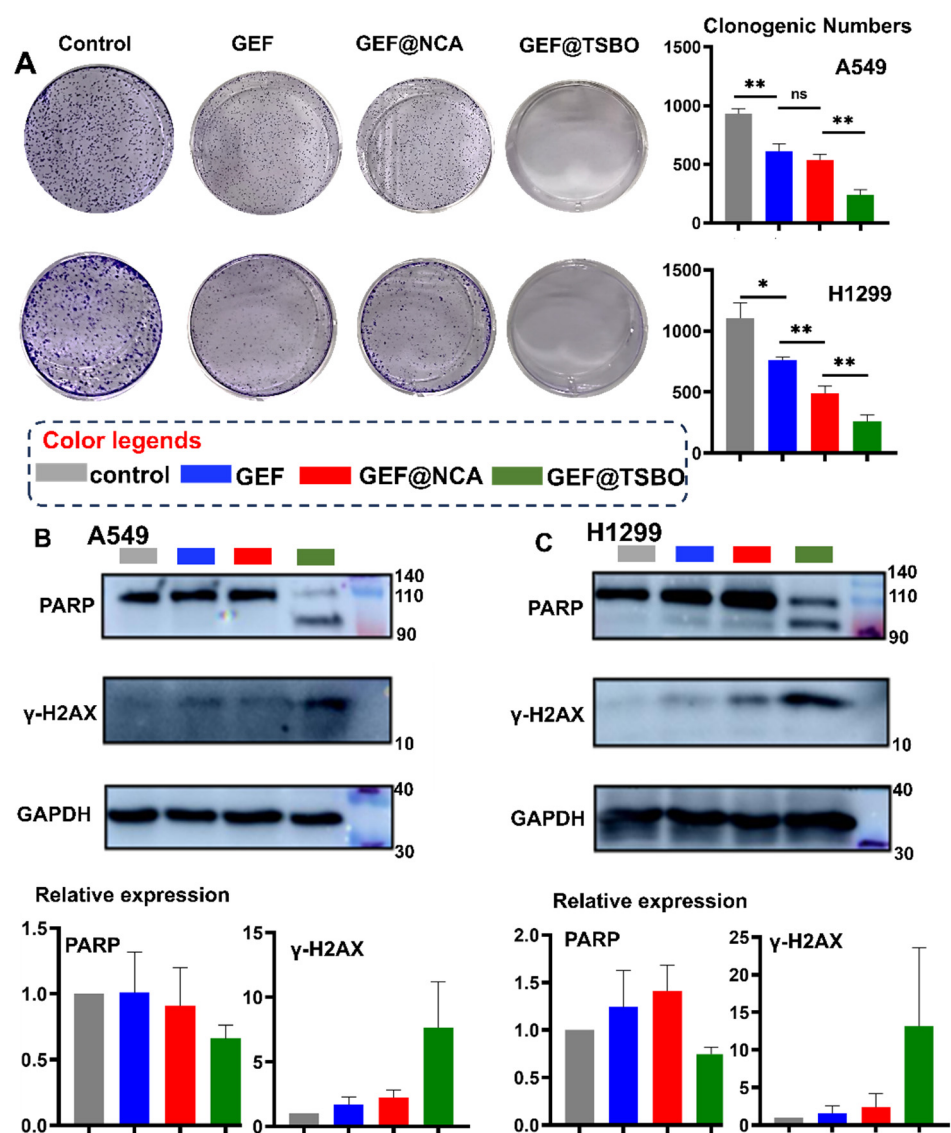 Clonogenic Numbers
Control GEF GEF@NCA GEF@TSBO
A
1500
1000
500
0
A549
** ns **
1500
1000
500
0
H1299
* ** **
Color legends
control GEF GEF@NCA GEF@TSBO
B A549
PARP
140
110
90
γ-H2AX
10
GAPDH
40
30
C H1299
PARP
140
110
90
γ-H2AX
10
GAPDH
40
30
Relative expression
PARP
1.5
1.0
0.5
0.0
γ-H2AX
15
10
5
0
Relative expression
PARP
2.0
1.5
1.0
0.5
0.0
γ-H2AX
25
20
15
10
5
0